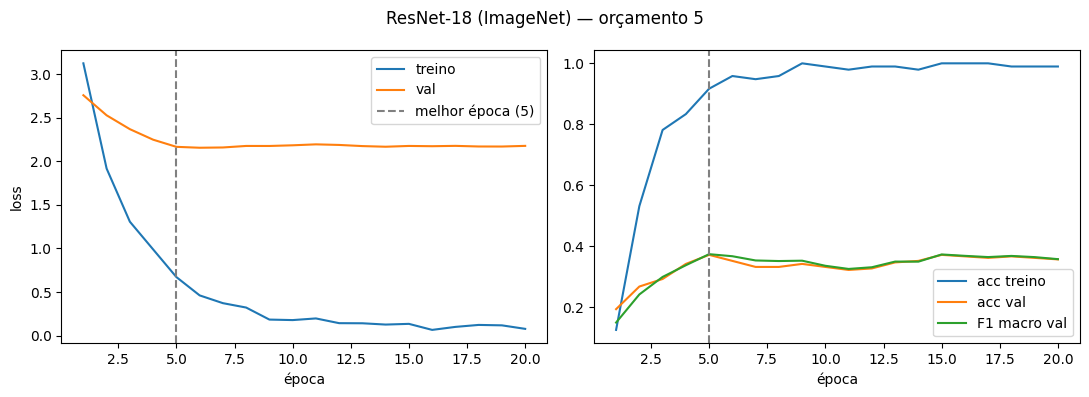 ResNet-18 (ImageNet) — orçamento 5
loss
3.0
2.5
2.0
1.5
1.0
0.5
0.0
treino
val
melhor época (5)
2.5 5.0 7.5 10.0 12.5 15.0 17.5 20.0
época
1.0
0.8
0.6
0.4
0.2
acc treino
acc val
F1 macro val
2.5 5.0 7.5 10.0 12.5 15.0 17.5 20.0
época